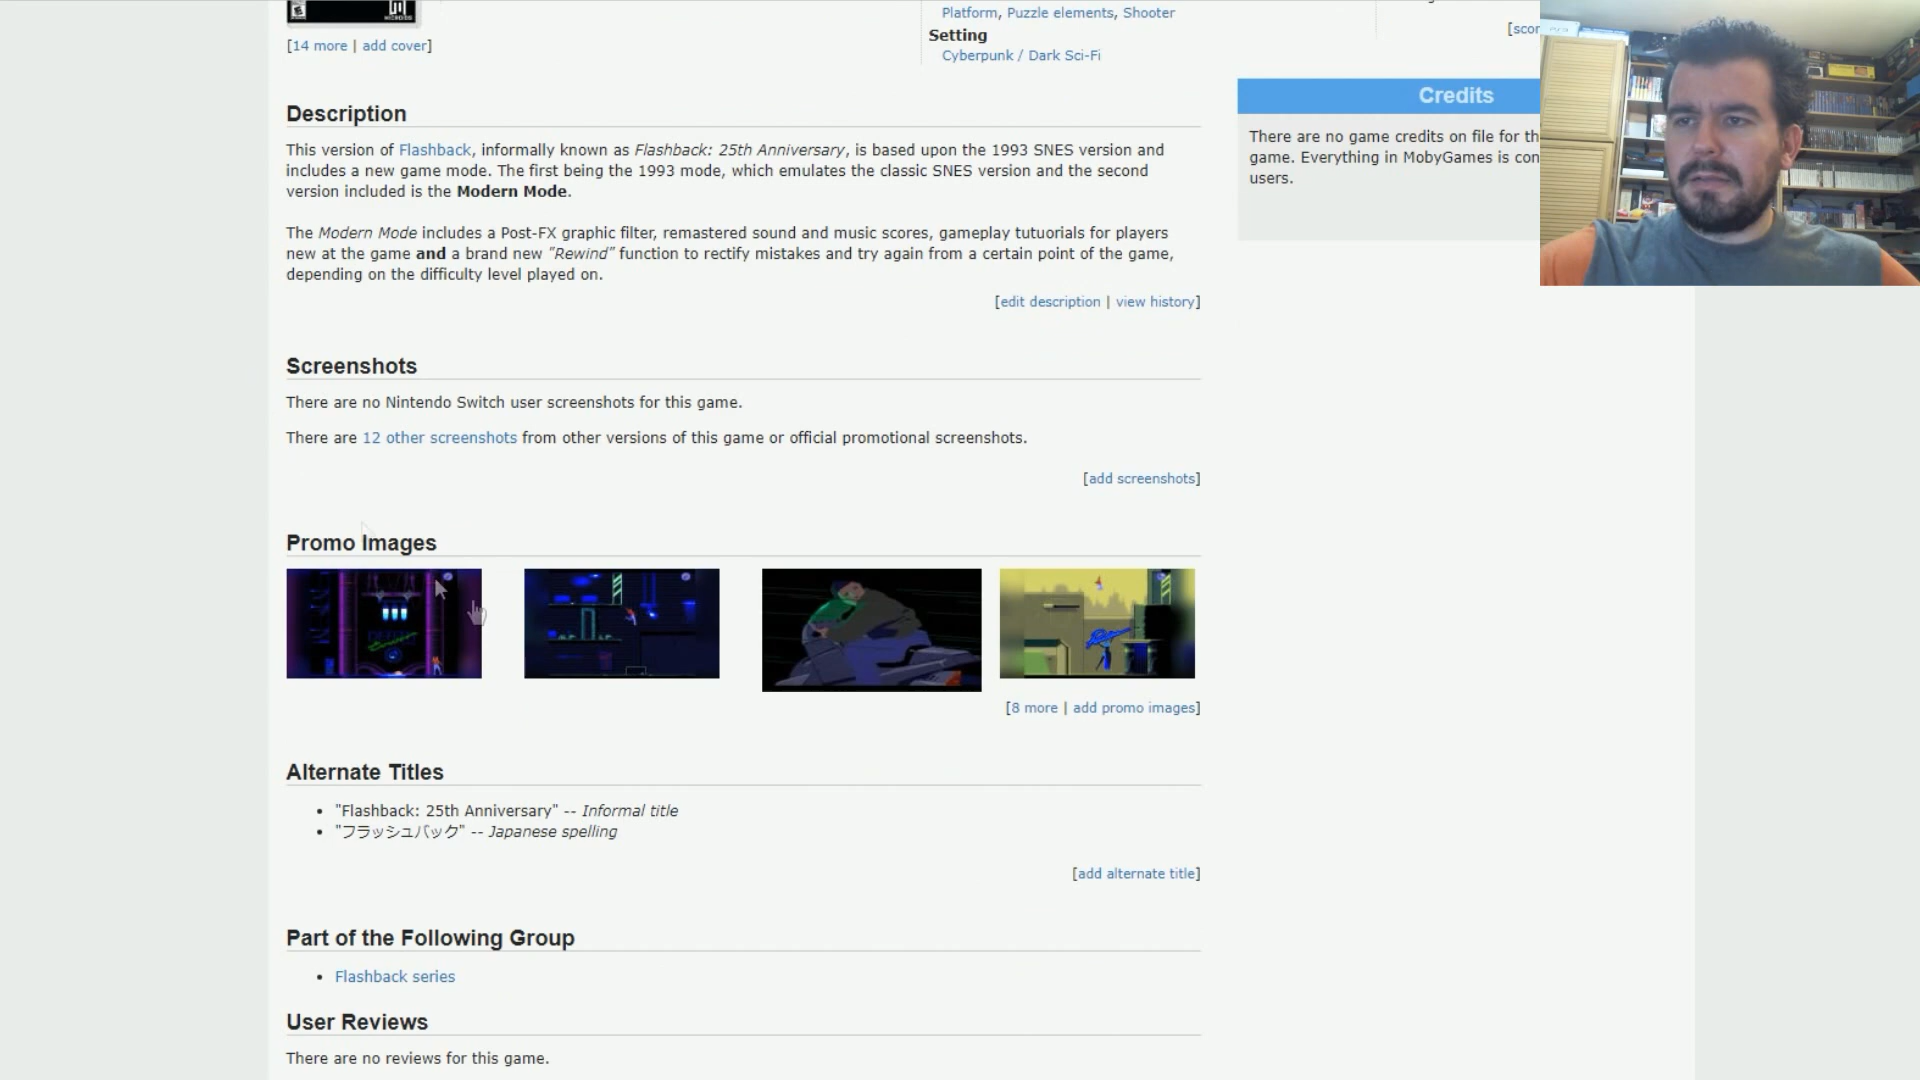 Platform, Puzzle elements, Shooter
[14 more | add cover]
Setting
Cyberpunk / Dark Sci-Fi
[scor
Description
This version of Flashback, informally known as Flashback: 25th Anniversary, is based upon the 1993 SNES version and
includes a new game mode. The first being the 1993 mode, which emulates the classic SNES version and the second
version included is the Modern Mode.
The Modern Mode includes a Post-FX graphic filter, remastered sound and music scores, gameplay tutuorials for players
new at the game and a brand new "Rewind" function to rectify mistakes and try again from a certain point of the game,
depending on the difficulty level played on.
[edit description | view history]
Credits
There are no game credits on file for th
game. Everything in MobyGames is con
users.
Screenshots
There are no Nintendo Switch user screenshots for this game.
There are 12 other screenshots from other versions of this game or official promotional screenshots.
[add screenshots]
Promo Images
[8 more | add promo images]
Alternate Titles
• "Flashback: 25th Anniversary" -- Informal title
• "フラッシュバック" -- Japanese spelling
[add alternate title]
Part of the Following Group
• Flashback series
User Reviews
There are no reviews for this game.